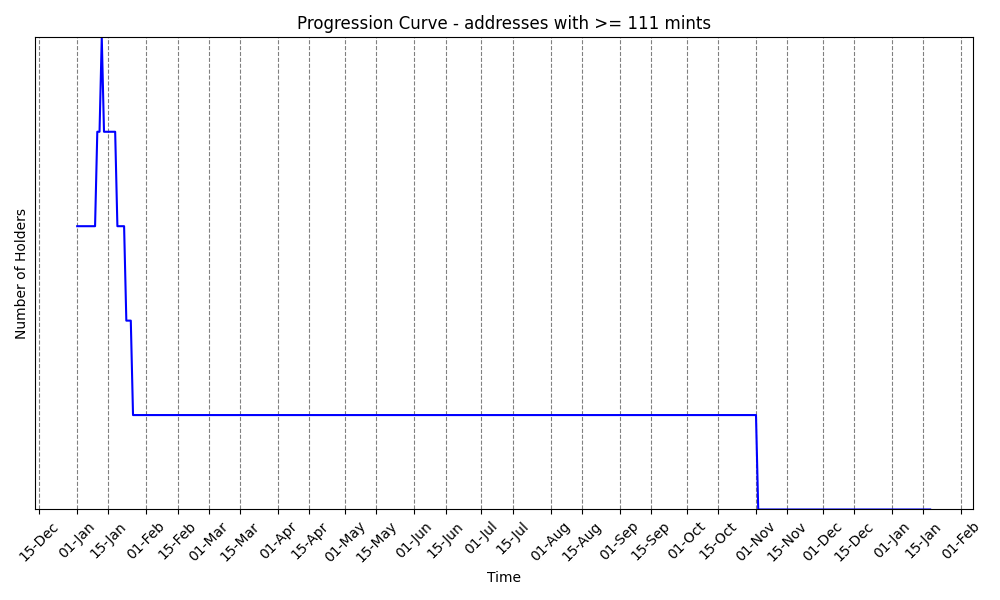 Progression Curve - addresses with >= 111 mints
Number of Holders
15-Dec
01-Jan
15-Jan
01-Feb
15-Feb
01-Mar
15-Mar
01-Apr
15-Apr
01-May
15-May
01-Jun
15-Jun
01-Jul
15-Jul
01-Aug
15-Aug
01-Sep
15-Sep
01-Oct
15-Oct
01-Nov
15-Nov
01-Dec
15-Dec
01-Jan
15-Jan
01-Feb
Time